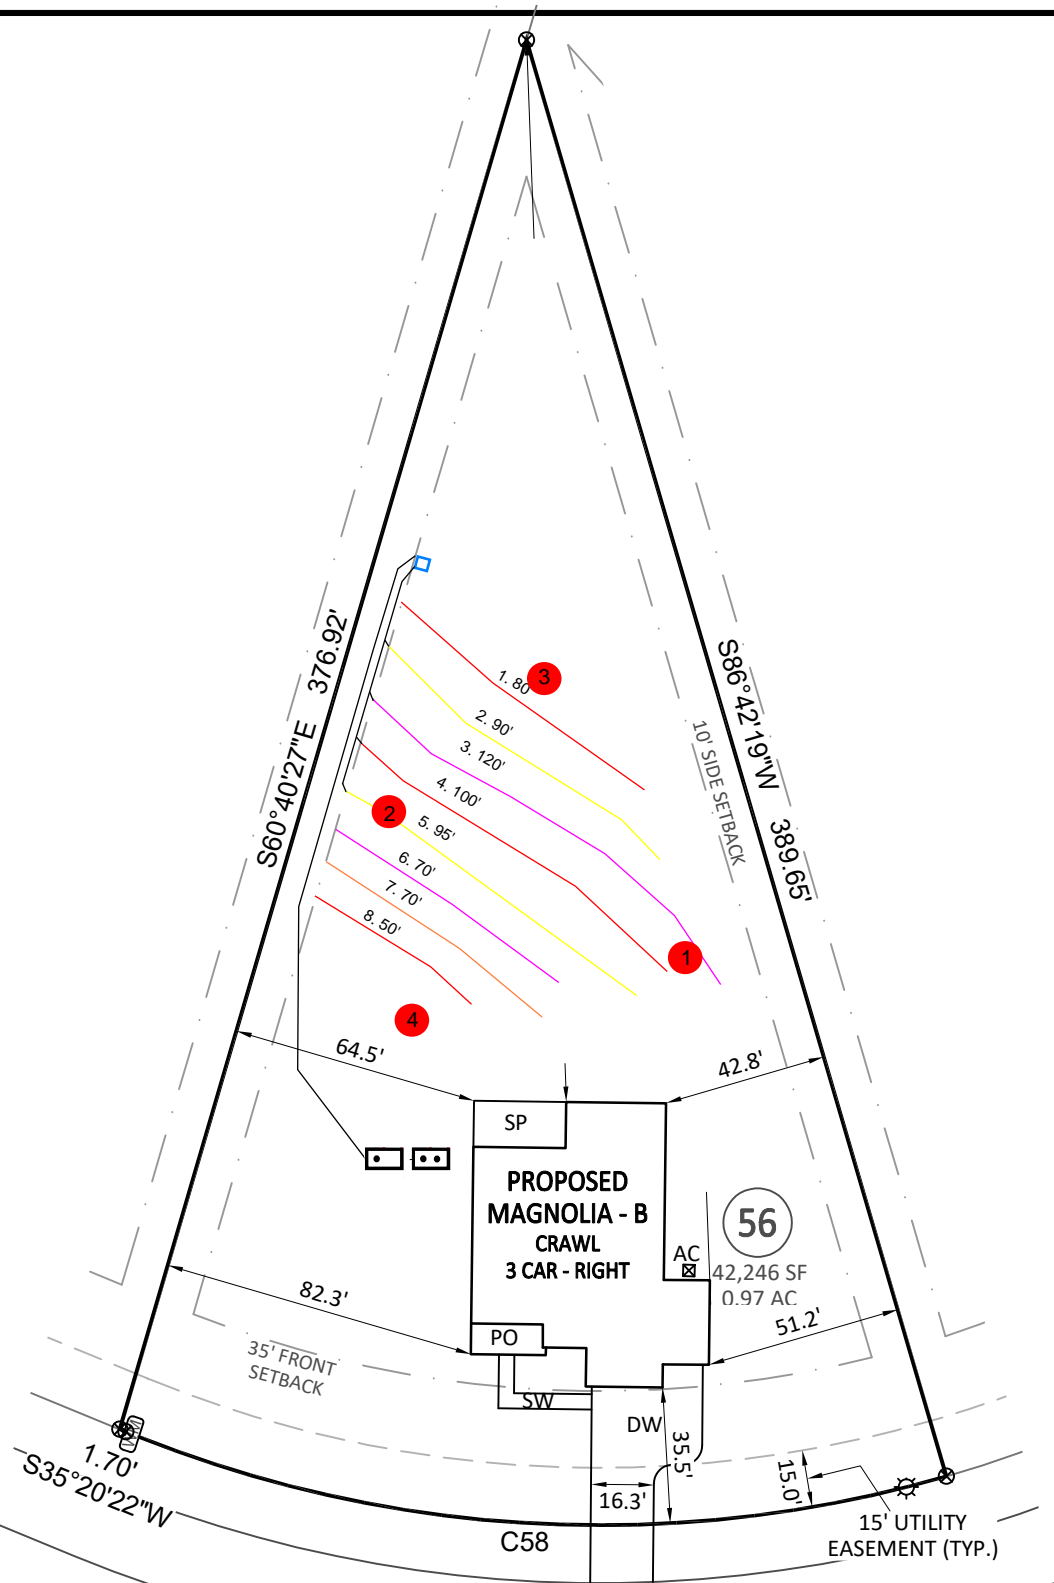 S60°40'27"E 376.92'
S86°42'19"W 389.65'
10' SIDE SETBACK
1. 80
3
2. 90'
3. 120'
4. 100'
2
5. 95'
6. 70'
7. 70'
8. 50'
1
4
64.5'
42.8'
SP
PROPOSED
MAGNOLIA - B
CRAWL
3 CAR - RIGHT
56
AC
42,246 SF
0.97 AC
82.3'
51.2'
PO
35' FRONT
SETBACK
SW
DW
WM
1.70'
S35°20'22"W
35.5'
15.0'
16.3'
C58
15' UTILITY
EASEMENT (TYP.)